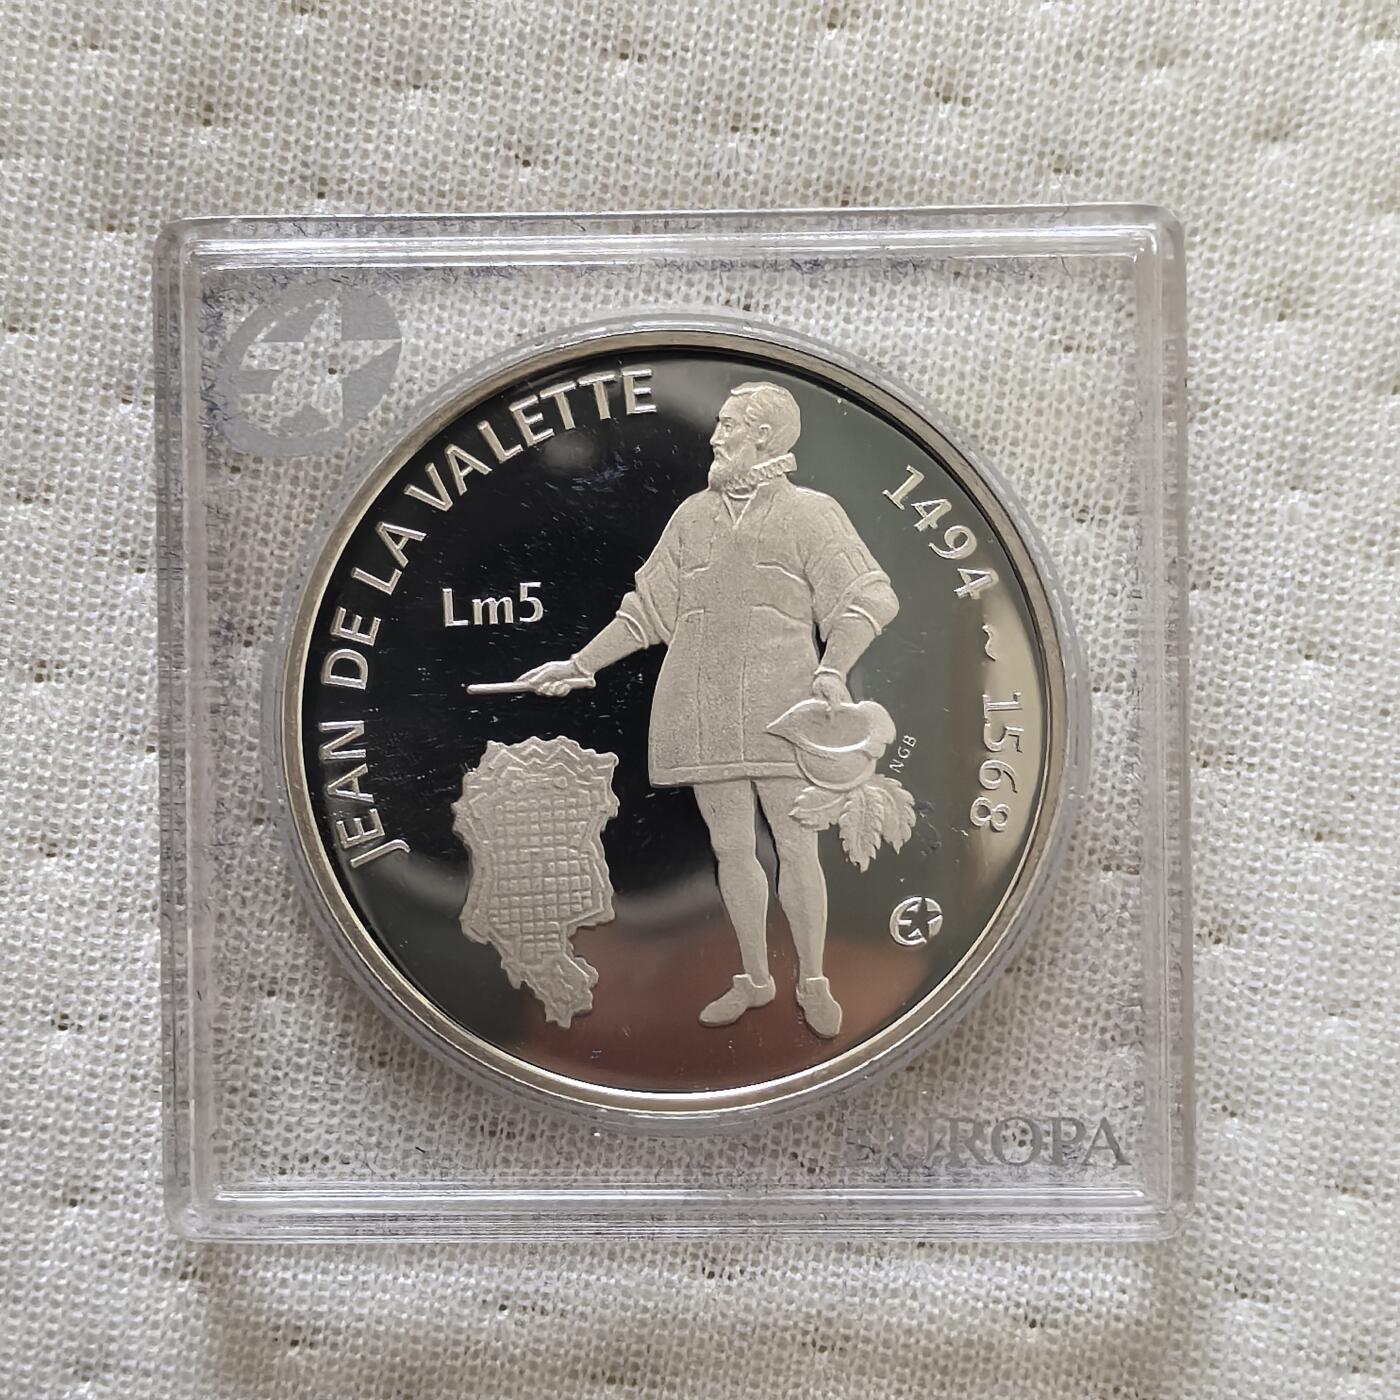 JEAN DE LA VALETTE
1494 ~ 1568
Lm5
NGB
EUROPA